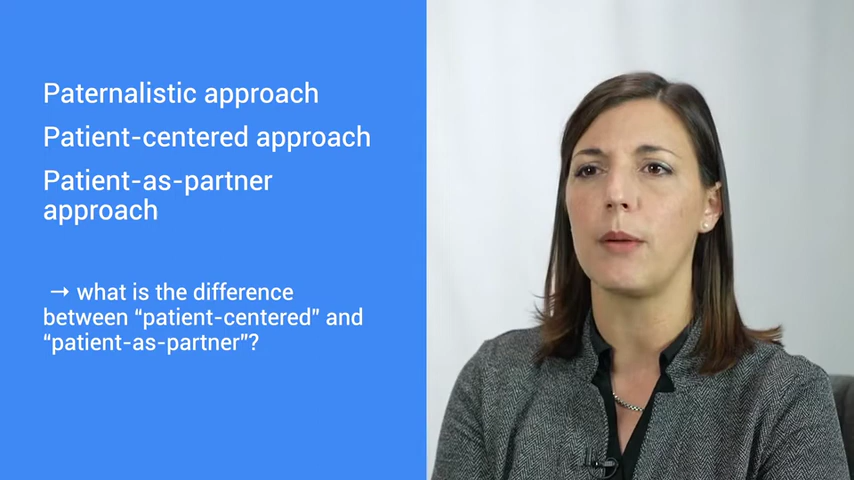 Paternalistic approach
Patient-centered approach
Patient-as-partner
approach
→ what is the difference
between “patient-centered” and
“patient-as-partner”?